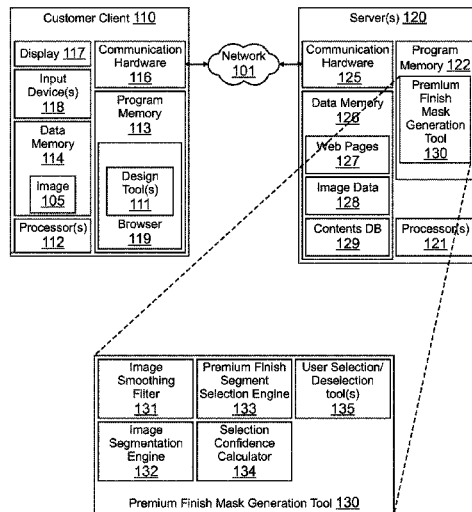 Customer Client 110
Display 117
Input
Device(s)
118
Data
Memory
114
Image
105
Processor(s)
112
Communication
Hardware
116
Program
Memory
113
Design
Tool(s)
111
Browser
119
Network
101
Server(s) 120
Communication
Hardware
125
Data Memory
126
Web Pages
127
Image Data
128
Contents DB
129
Program
Memory 122
Premium
Finish
Mask
Generation
Tool
130
Processor(s)
121
Image
Smoothing
Filter
131
Premium Finish
Segment
Selection Engine
133
User Selection/
Deselection
tool(s)
135
Image
Segmentation
Engine
132
Selection
Confidence
Calculator
134
Premium Finish Mask Generation Tool 130